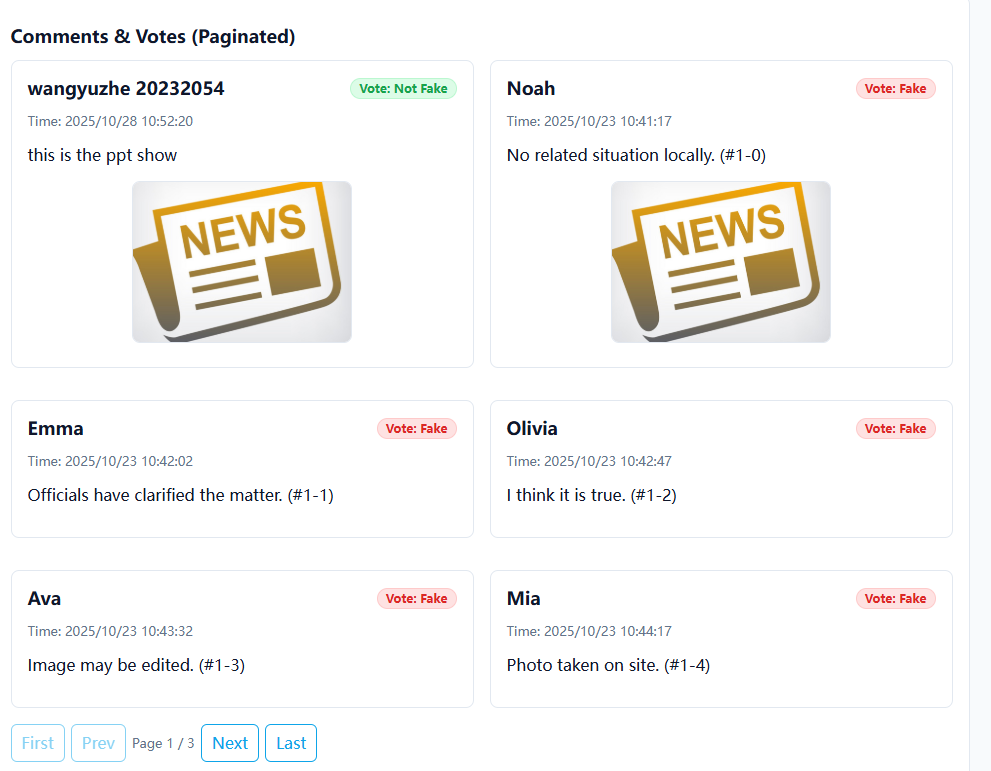 Comments & Votes (Paginated)
wangyuzhe 20232054
Vote: Not Fake
Time: 2025/10/28 10:52:20
this is the ppt show
NEWS
Noah
Vote: Fake
Time: 2025/10/23 10:41:17
No related situation locally. (#1-0)
NEWS
Emma
Vote: Fake
Time: 2025/10/23 10:42:02
Officials have clarified the matter. (#1-1)
Olivia
Vote: Fake
Time: 2025/10/23 10:42:47
I think it is true. (#1-2)
Ava
Vote: Fake
Time: 2025/10/23 10:43:32
Image may be edited. (#1-3)
Mia
Vote: Fake
Time: 2025/10/23 10:44:17
Photo taken on site. (#1-4)
First Prev Page 1 / 3 Next Last